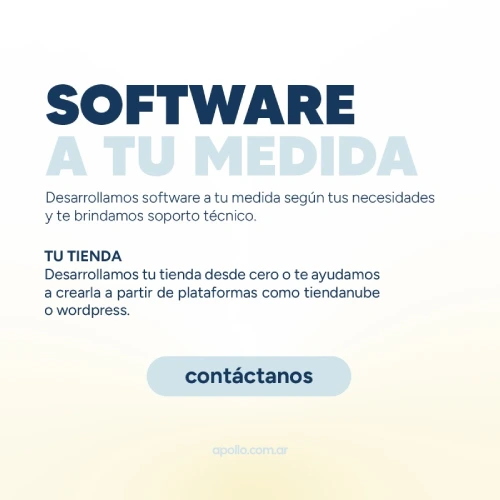 SOFTWARE
A TU MEDIDA
Desarrollamos software a tu medida según tus necesidades
y te brindamos soporto técnico.
TU TIENDA
Desarrollamos tu tienda desde cero o te ayudamos
a crearla a partir de plataformas como tiendanube
o wordpress.
contáctanos
apolio.com.ar